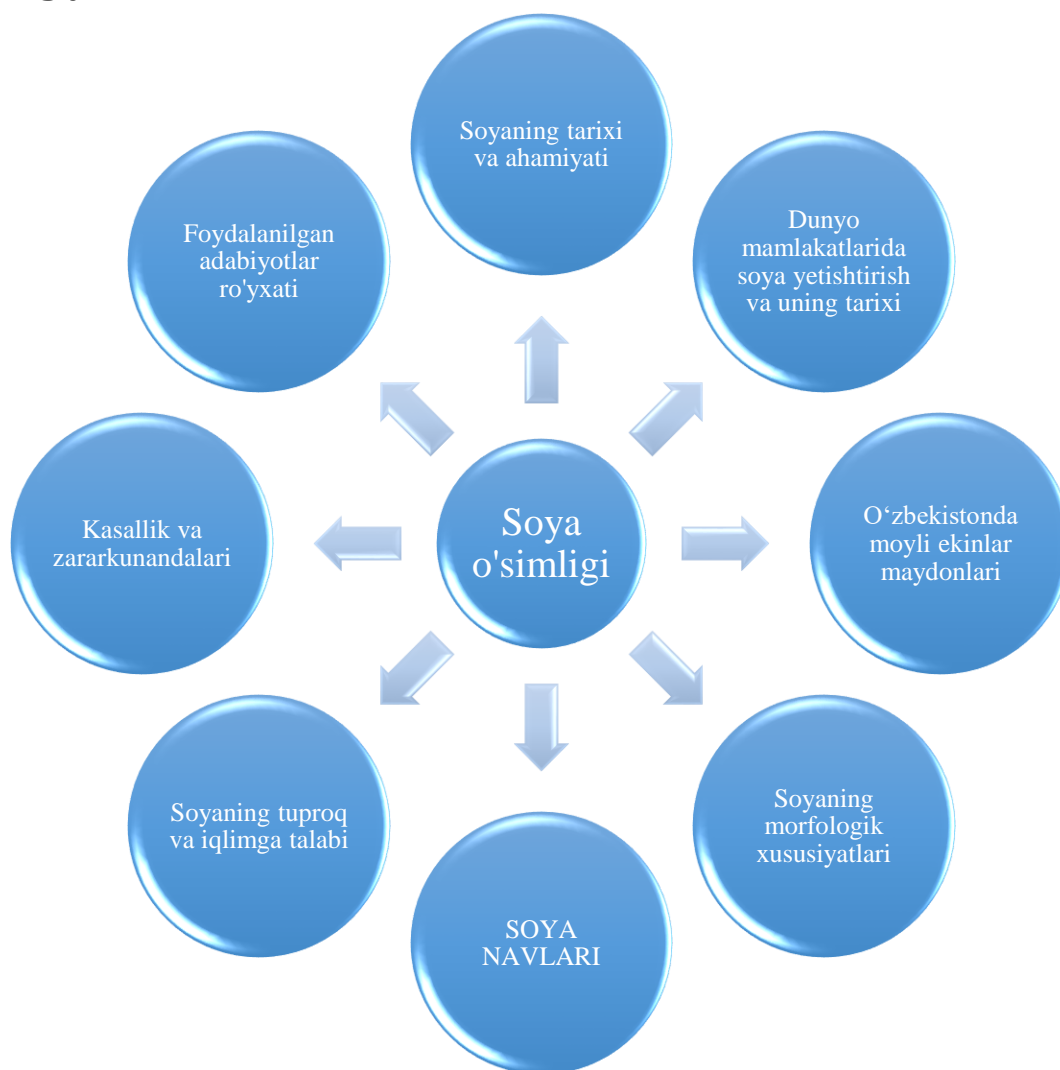 Soyaning tarixi
va ahamiyati
Dunyo
mamlakatlarida
soya yetishtirish
va uning tarixi
O‘zbekistonda
moyli ekinlar
maydonlari
Soyaning
morfologik
xususiyatlari
SOYA
NAVLARI
Soyaning tuproq
va iqlimga talabi
Kasallik va
zararkunandalari
Foydalanilgan
adabiyotlar
ro'yxati
Soya
o'simligi